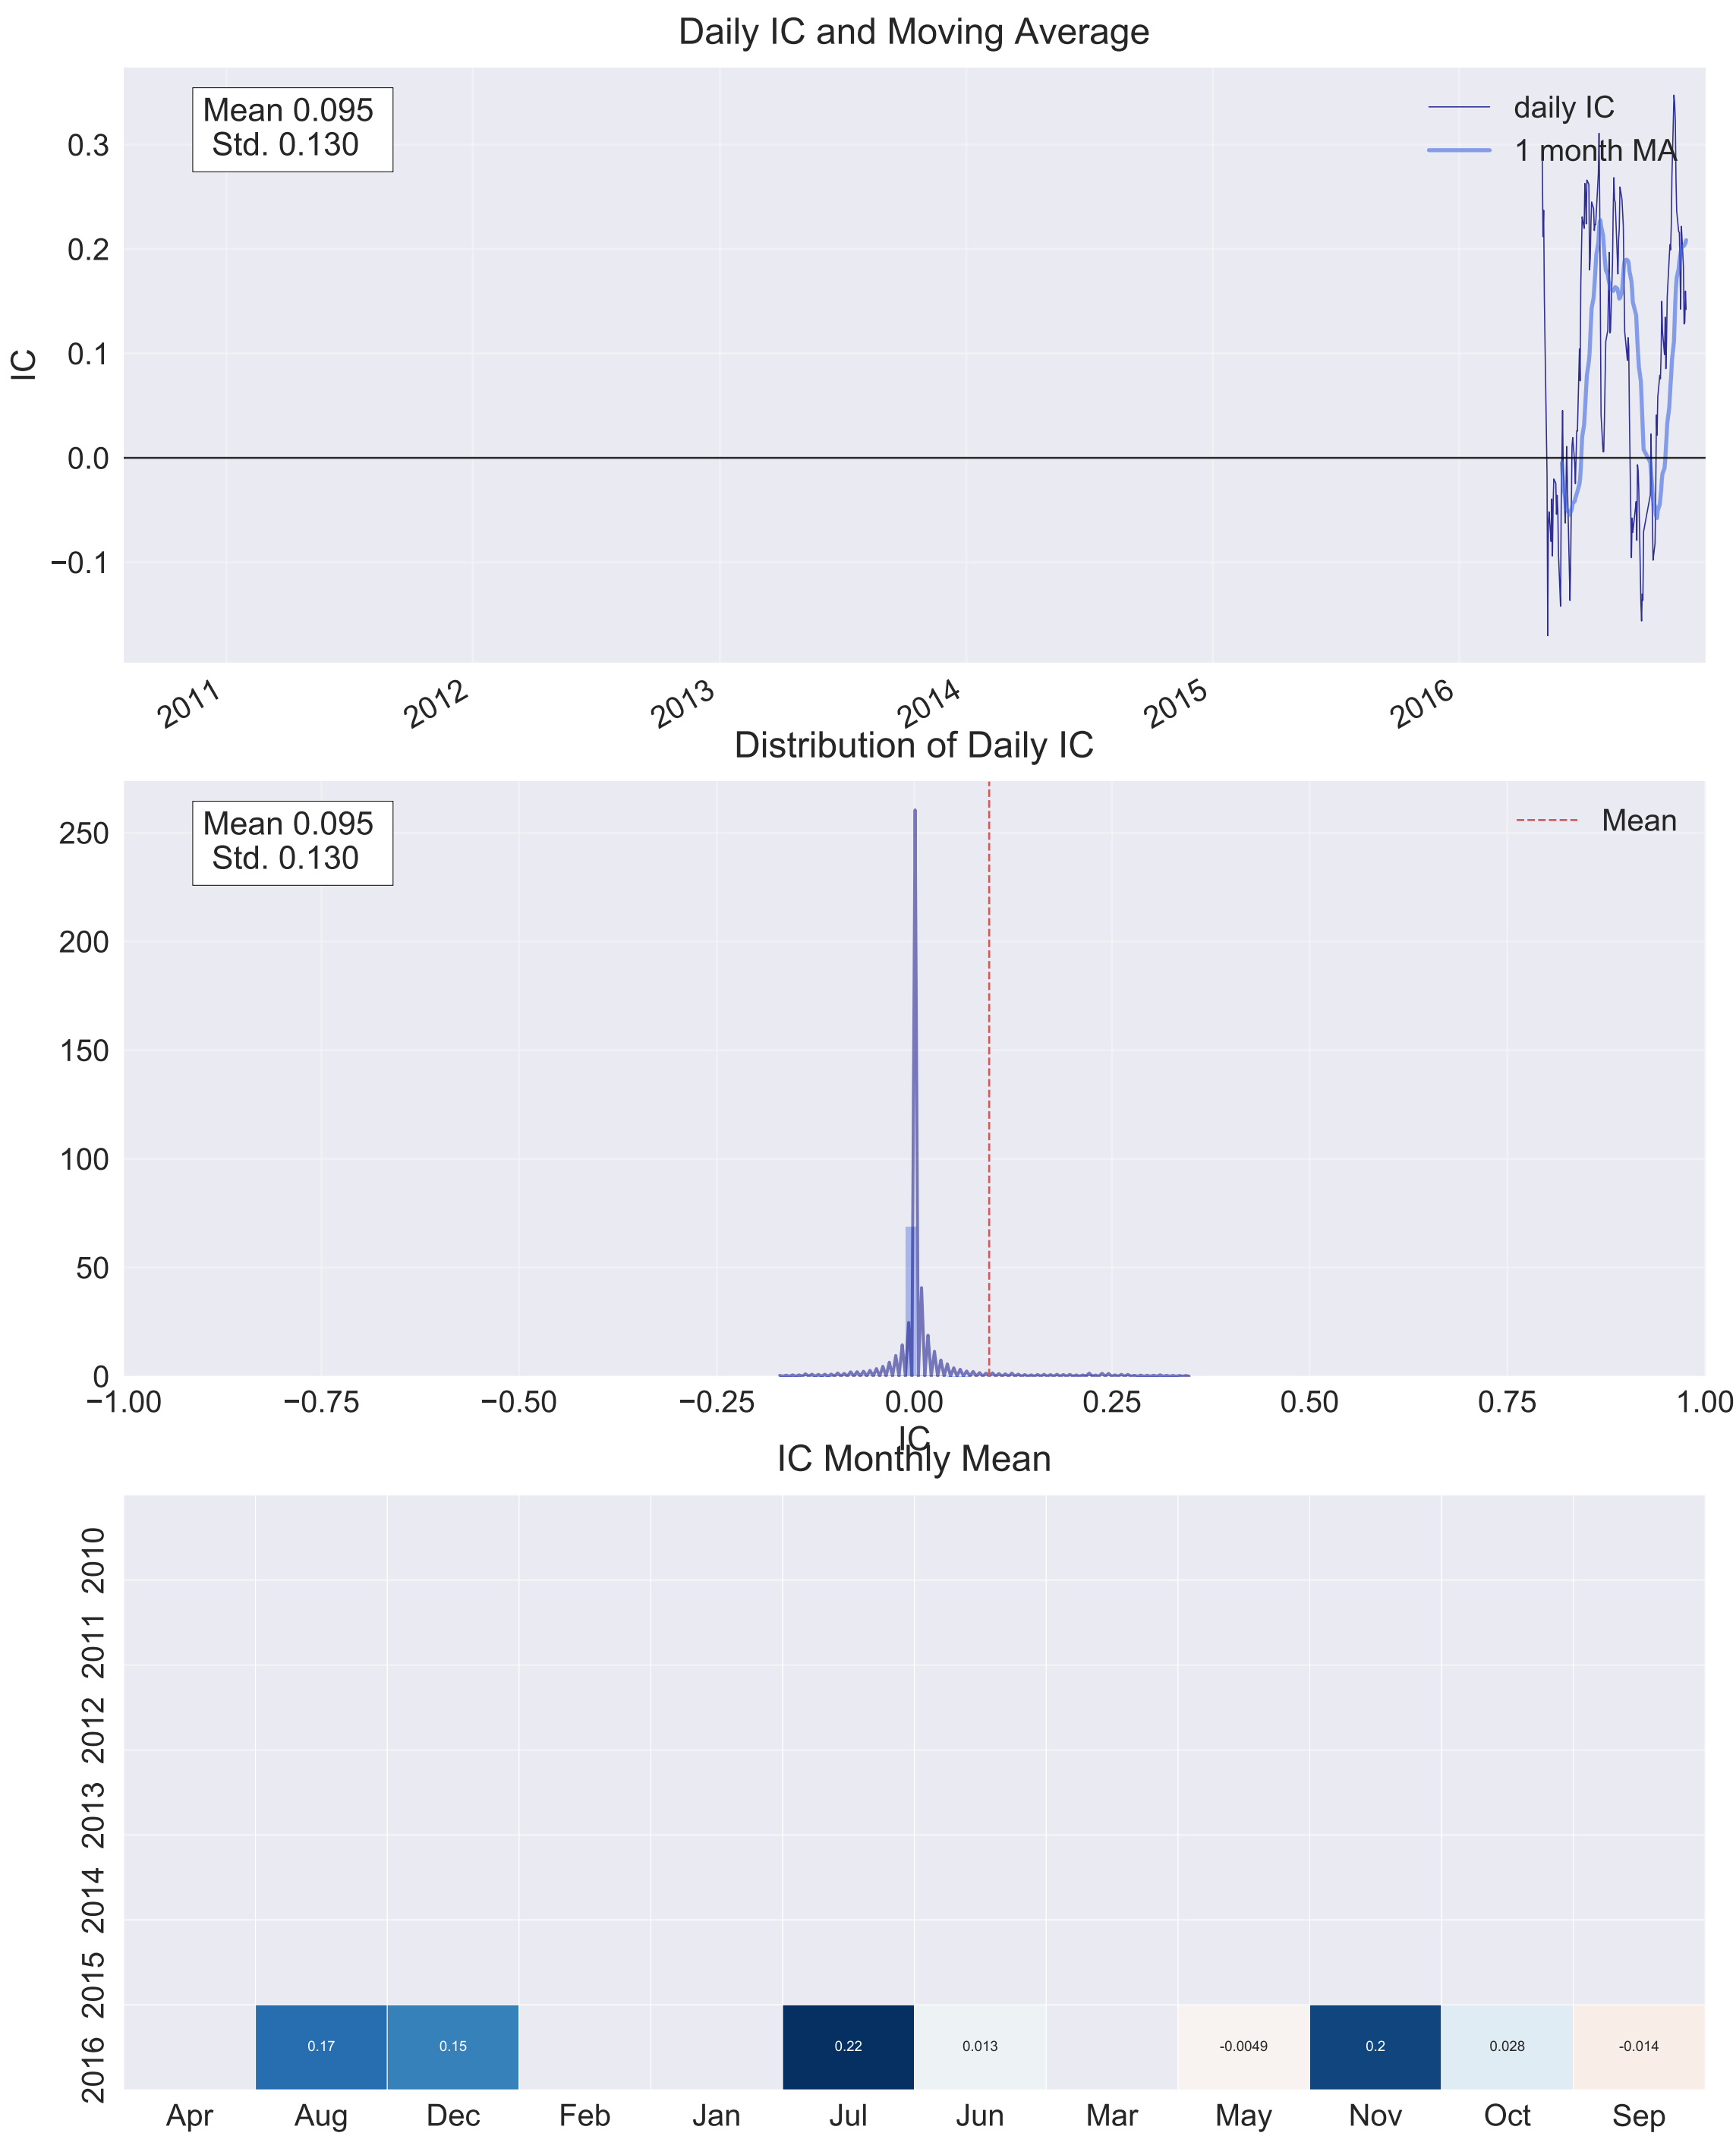 Daily IC and Moving Average
Mean 0.095
Std. 0.130
daily IC
1 month MA
IC
0.3
0.2
0.1
0.0
−0.1
2011 2012 2013 2014 2015 2016
Distribution of Daily IC
Mean 0.095
Std. 0.130
Mean
250
200
150
100
50
0
−1.00 −0.75 −0.50 −0.25 0.00 0.25 0.50 0.75 1.00
IC
IC Monthly Mean
2010
2011
2012
2013
2014
2015
2016
0.17 0.15 0.22 0.013 -0.0049 0.2 0.028 -0.014
Apr Aug Dec Feb Jan Jul Jun Mar May Nov Oct Sep